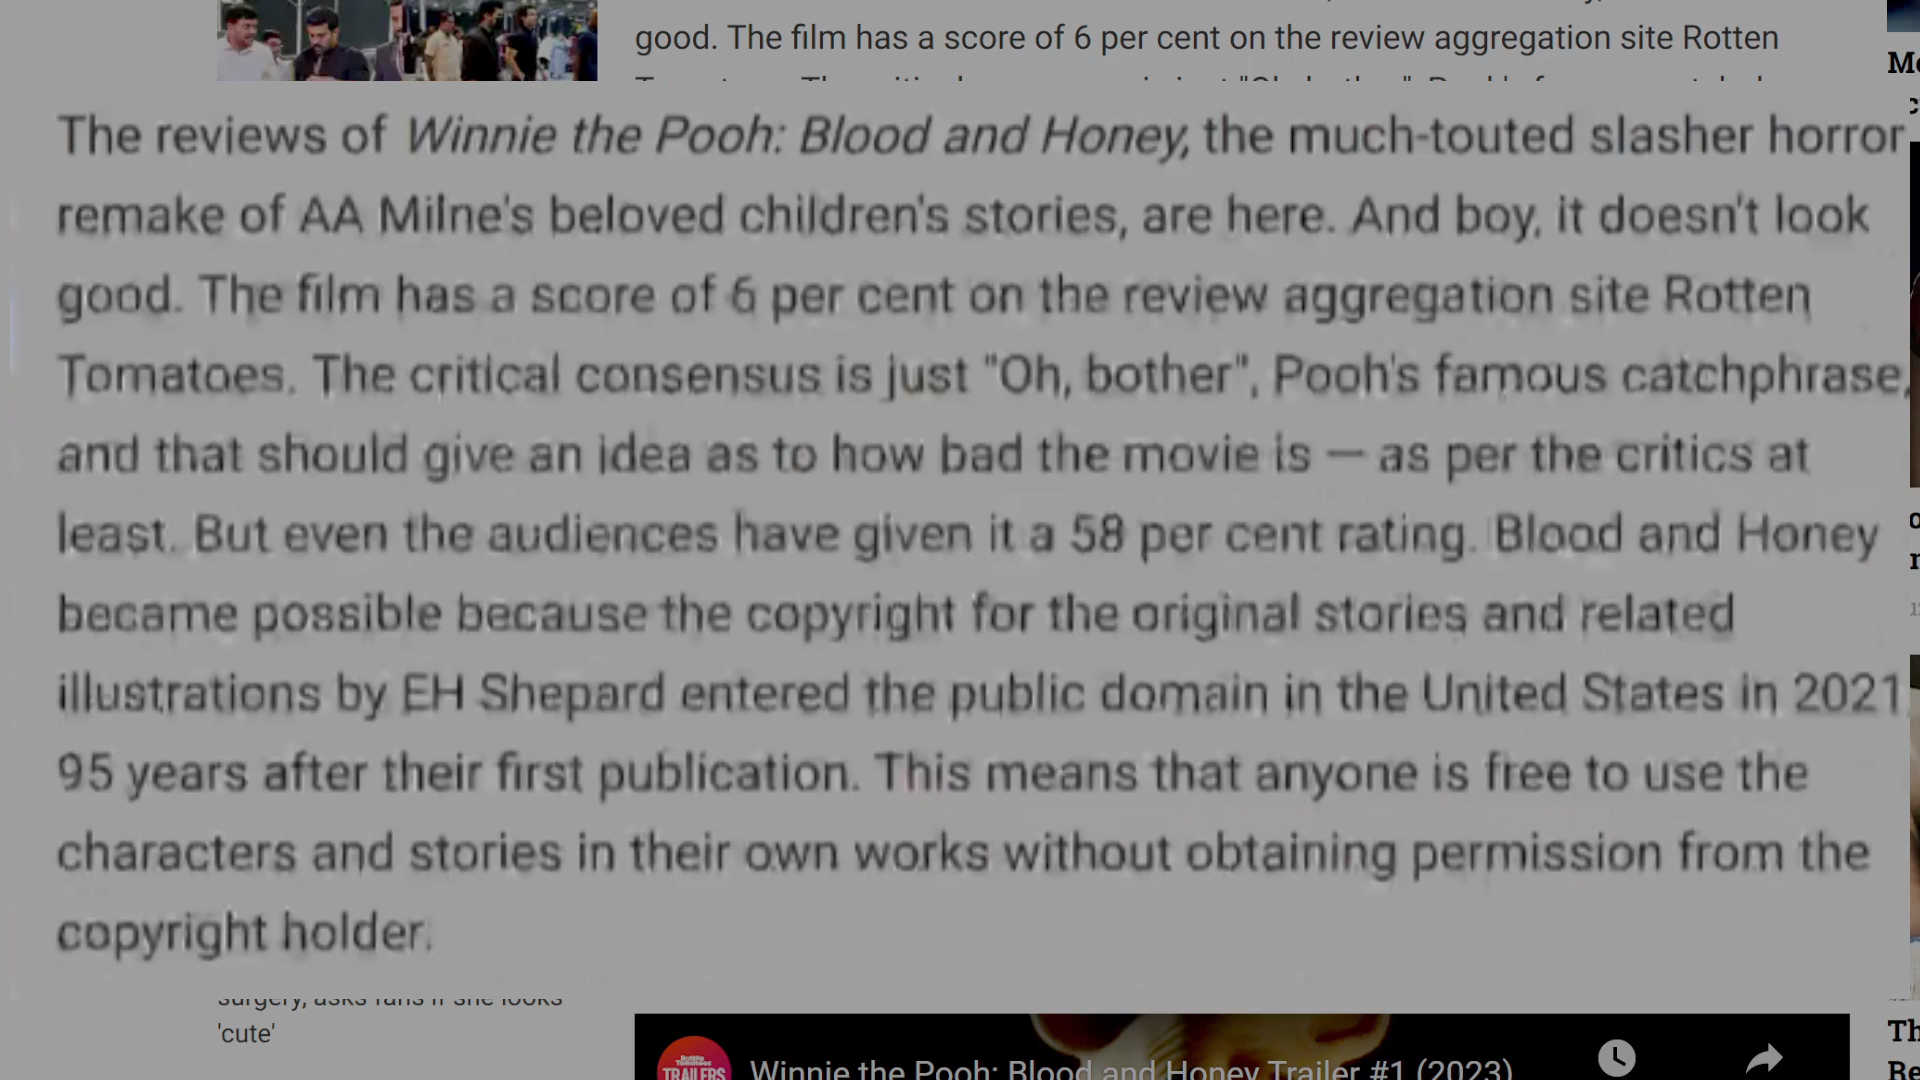 good. The film has a score of 6 per cent on the review aggregation site Rotten
The reviews of Winnie the Pooh: Blood and Honey, the much-touted slasher horror
remake of AA Milne's beloved children's stories, are here. And boy, it doesn't look
good. The film has a score of 6 per cent on the review aggregation site Rotten
Tomatoes. The critical consensus is just "Oh, bother", Pooh's famous catchphrase,
and that should give an idea as to how bad the movie is — as per the critics at
least. But even the audiences have given it a 58 per cent rating. Blood and Honey
became possible because the copyright for the original stories and related
illustrations by EH Shepard entered the public domain in the United States in 2021
95 years after their first publication. This means that anyone is free to use the
characters and stories in their own works without obtaining permission from the
copyright holder.
surgery, asks fans if she looks
'cute'
Rotten Tomatoes
TRAILERS
Winnie the Pooh: Blood and Honey Trailer #1 (2023)